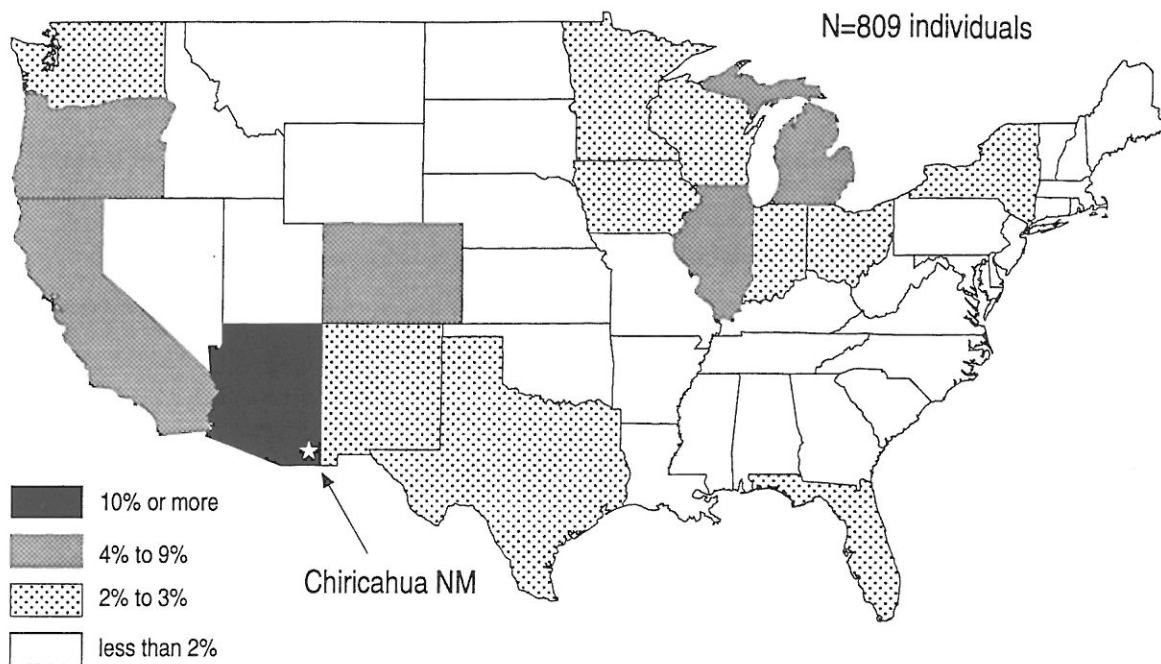 N=809 individuals
10% or more
4% to 9%
2% to 3%
less than 2%
Chiricahua NM